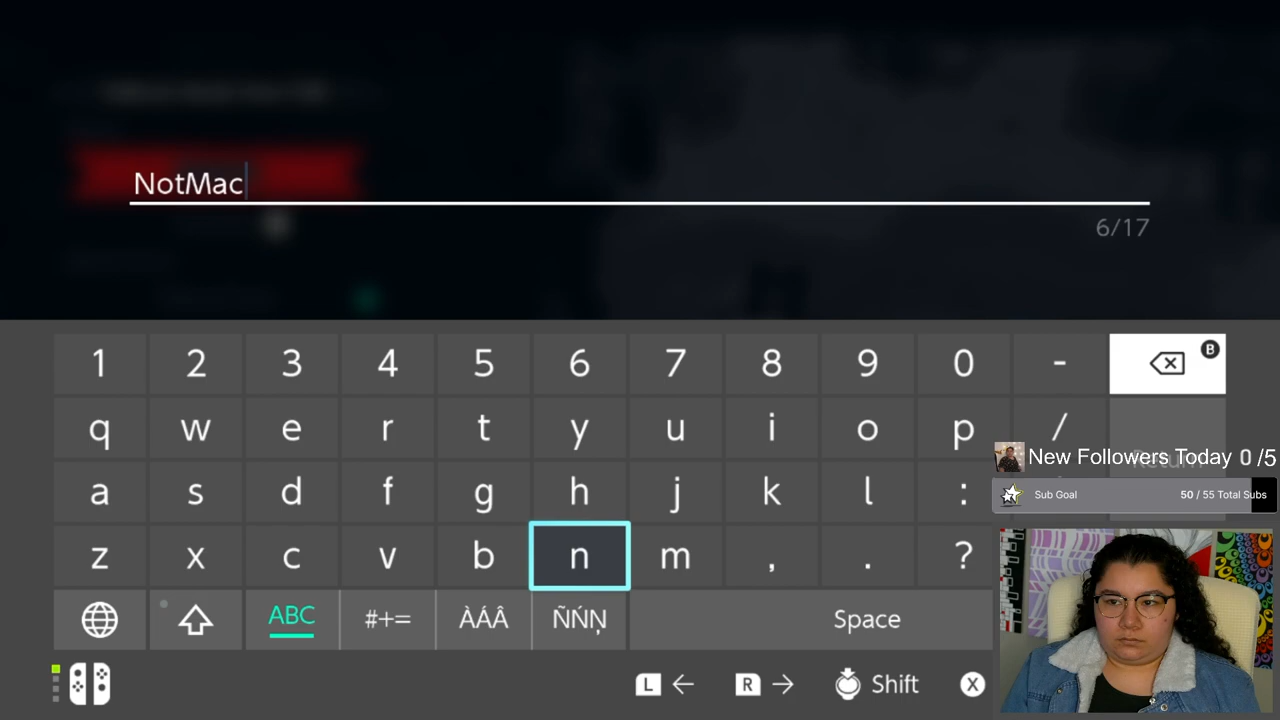 NotMac
6/17
1 2 3 4 5 6 7 8 9 0 - B
q w e r t y u i o p /
New Followers Today 0 /5
a s d f g h j k l :
Sub Goal 50 / 55 Total Subs
z x c v b n m , . ?
ABC #+= ÀÁÂ ÑŃŅ Space
L ← R → Shift X